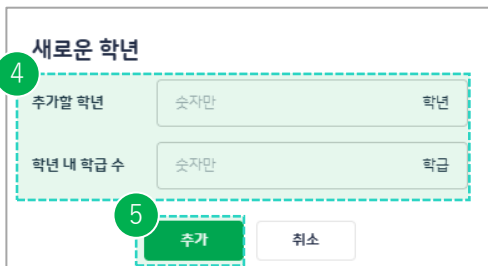 새로운 학년
4
추가할 학년 숫자만 학년
학년 내 학급 수 숫자만 학급
5
추가 취소